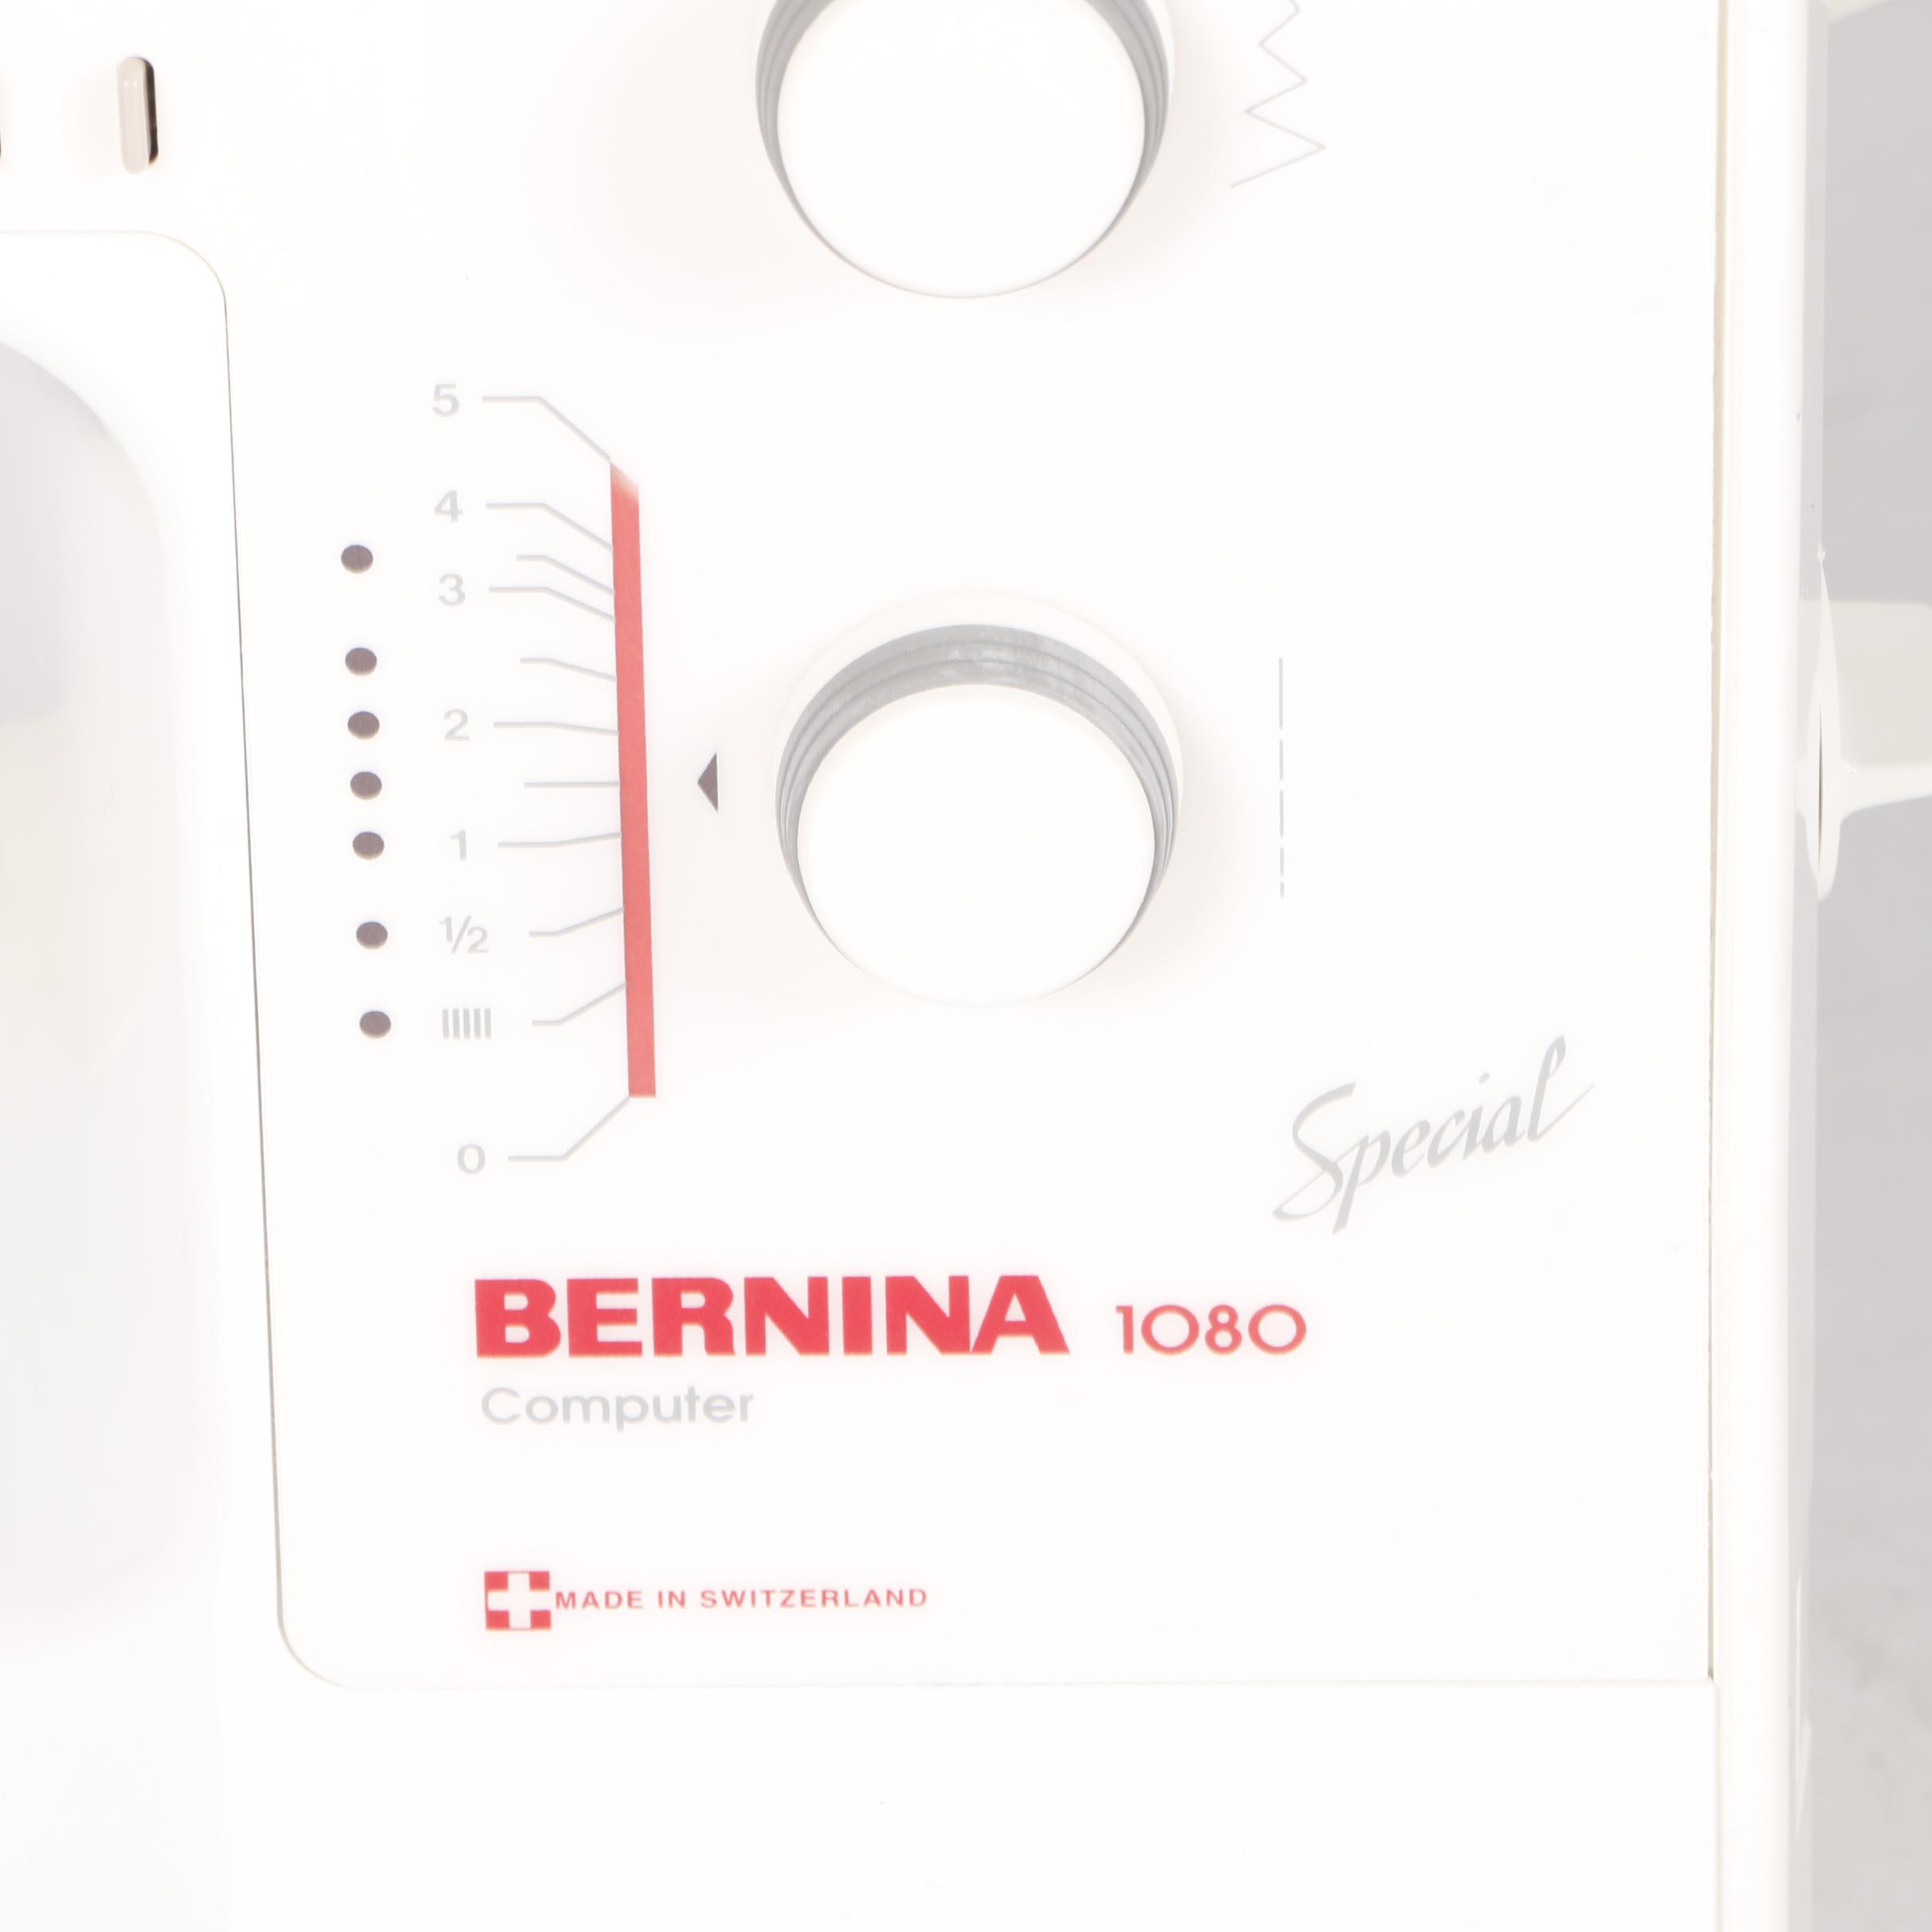 5
4
3
2
1
½
0
Special
BERNINA 1080
Computer
MADE IN SWITZERLAND